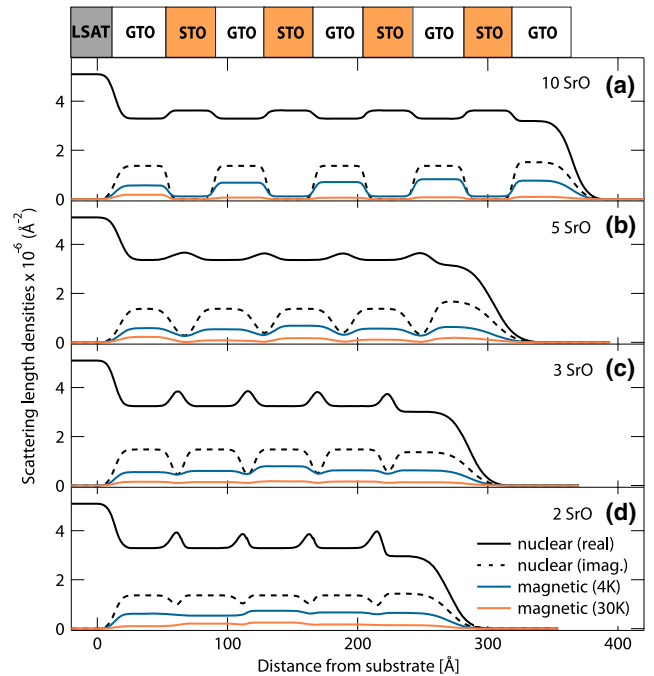 LSAT GTO STO GTO STO GTO STO GTO STO GTO
10 SrO (a)
4
2
0
5 SrO (b)
4
2
0
3 SrO (c)
4
2
0
2 SrO (d)
4
2
0
nuclear (real)
nuclear (imag.)
magnetic (4K)
magnetic (30K)
Scattering length densities x 10⁻⁶ (Å⁻²)
0 100 200 300 400
Distance from substrate [Å]